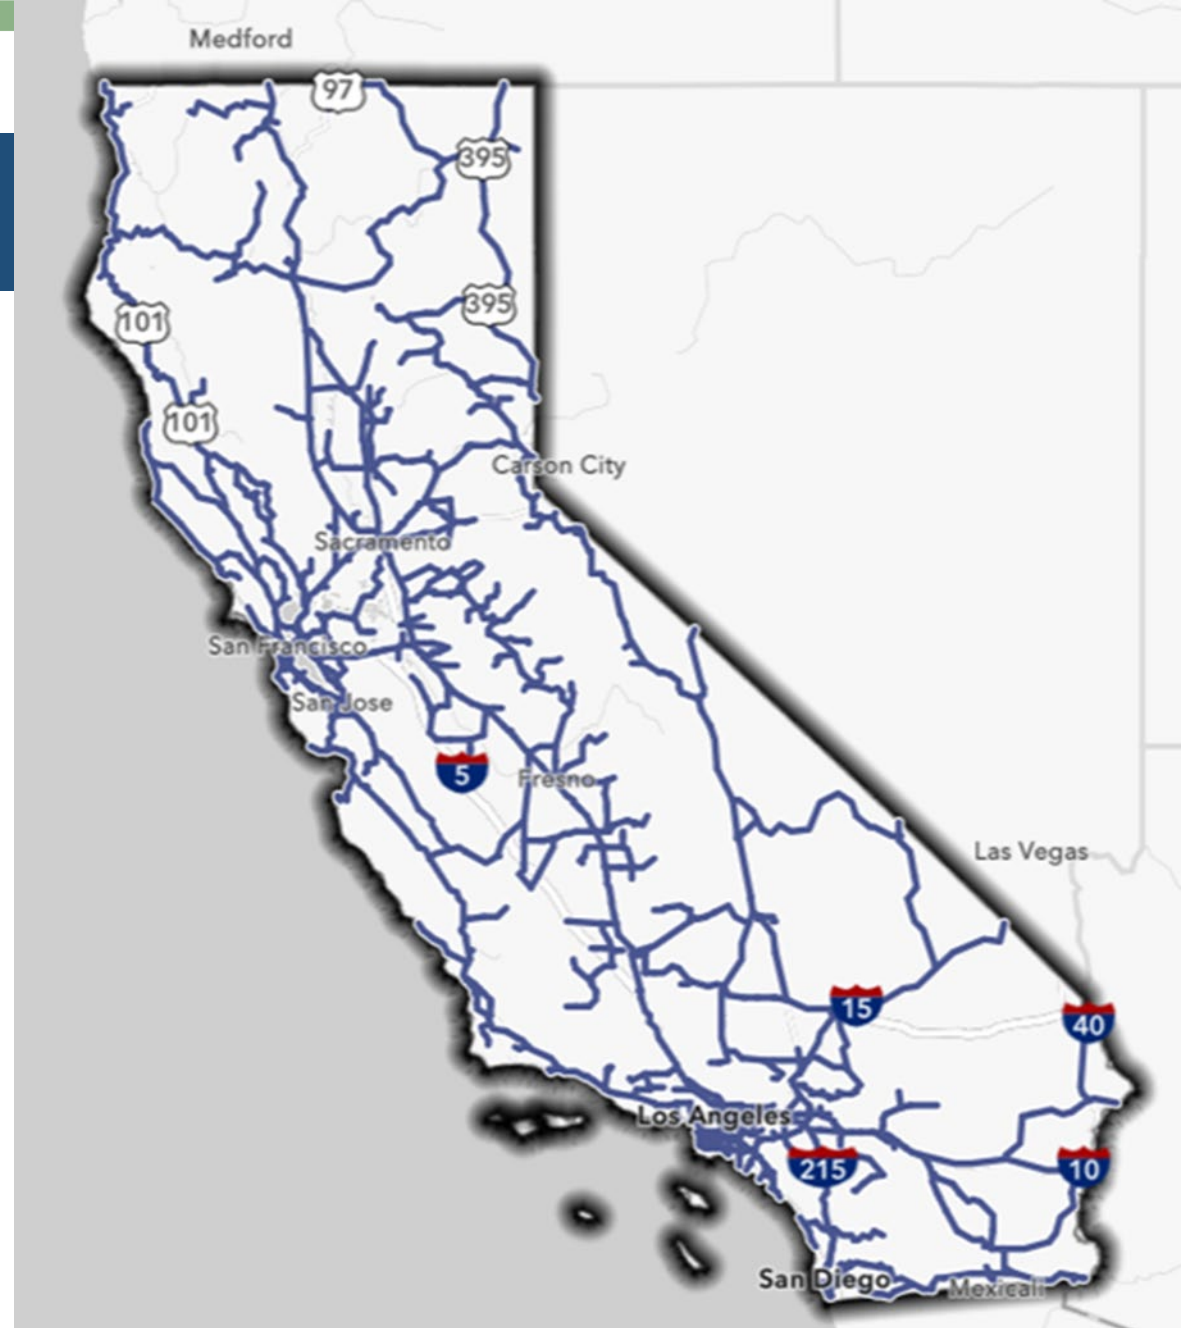 Medford
97
395
395
101
101
Carson City
Sacramento
San Francisco
San Jose
5
Fresno
Las Vegas
15
40
Los Angeles
215
10
San Diego
Mexicali